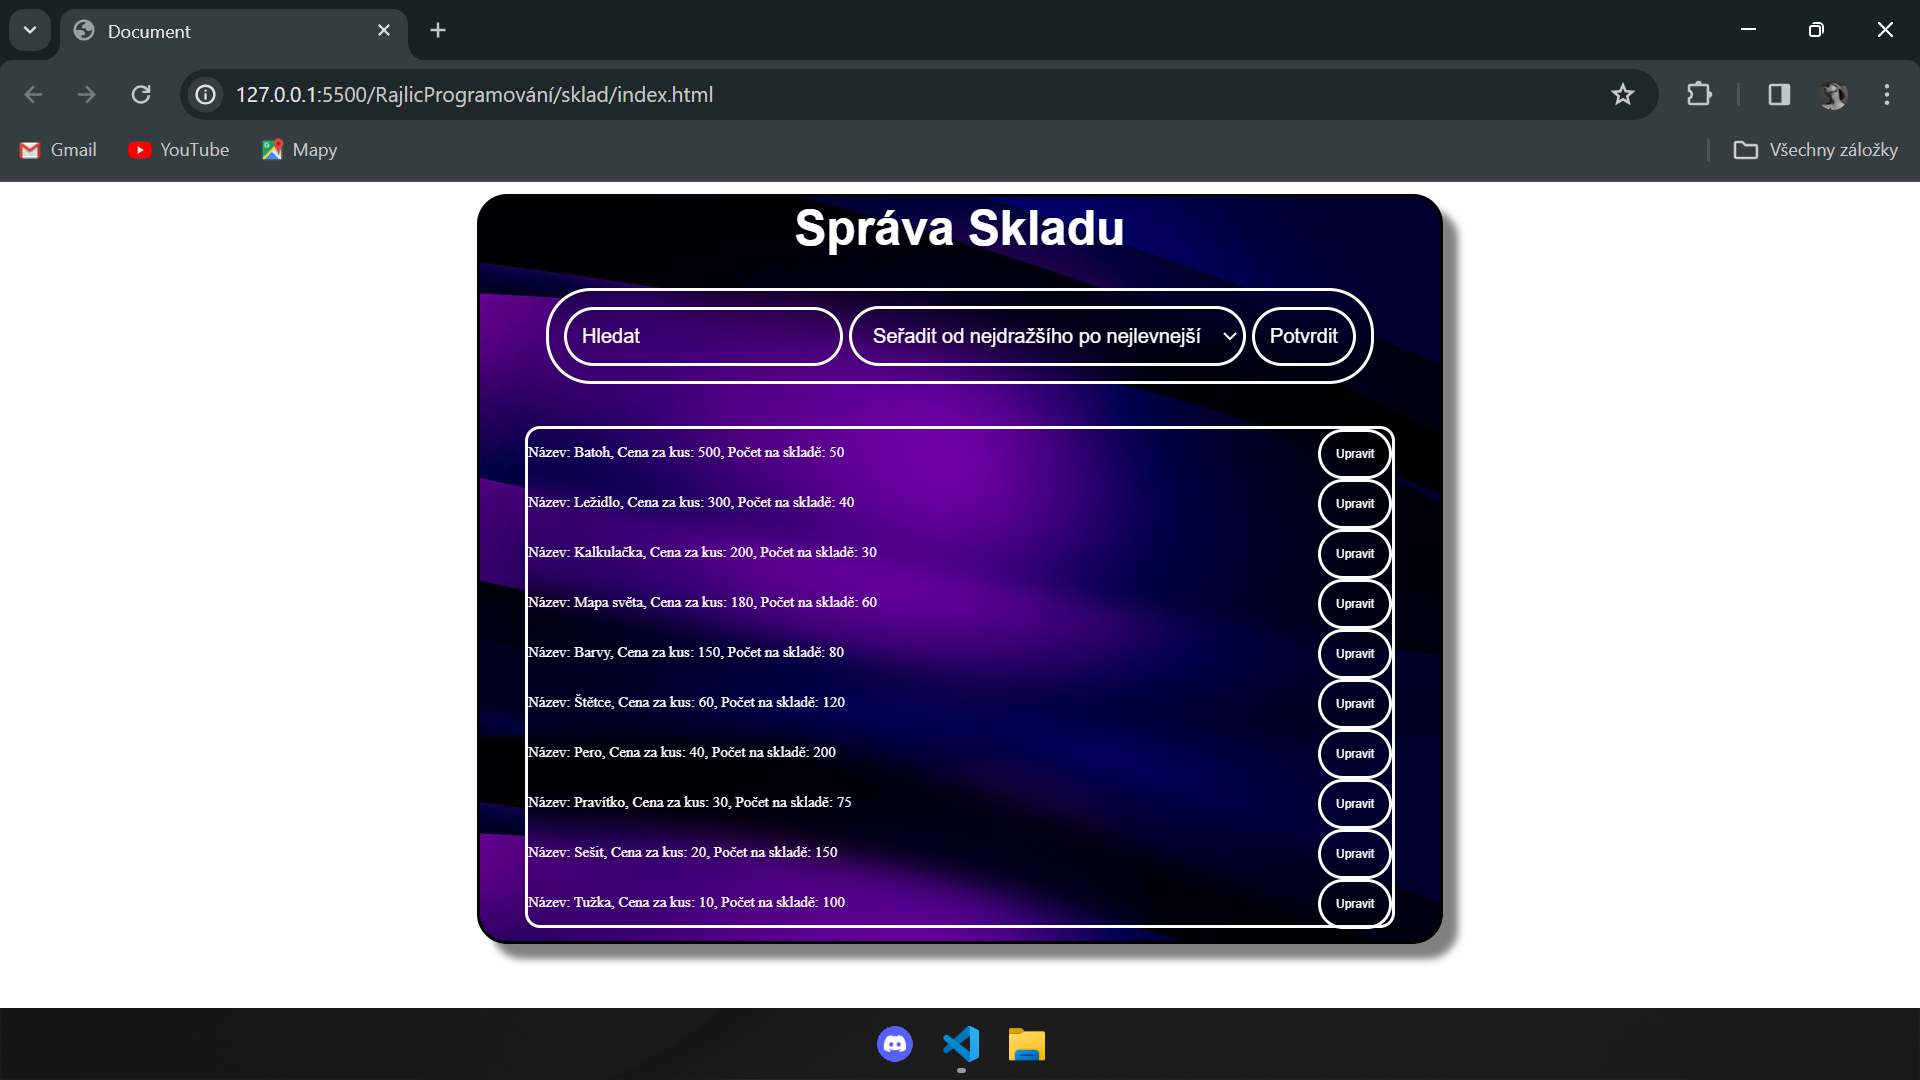 Document
127.0.0.1:5500/RajlicProgramování/sklad/index.html
Gmail YouTube Mapy Všechny záložky
Správa Skladu
Hledat Seřadit od nejdražšího po nejlevnejší Potvrdit
Název: Batoh, Cena za kus: 500, Počet na skladě: 50 Upravit
Název: Ležidlo, Cena za kus: 300, Počet na skladě: 40 Upravit
Název: Kalkulačka, Cena za kus: 200, Počet na skladě: 30 Upravit
Název: Mapa světa, Cena za kus: 180, Počet na skladě: 60 Upravit
Název: Barvy, Cena za kus: 150, Počet na skladě: 80 Upravit
Název: Štětce, Cena za kus: 60, Počet na skladě: 120 Upravit
Název: Pero, Cena za kus: 40, Počet na skladě: 200 Upravit
Název: Pravítko, Cena za kus: 30, Počet na skladě: 75 Upravit
Název: Sešit, Cena za kus: 20, Počet na skladě: 150 Upravit
Název: Tužka, Cena za kus: 10, Počet na skladě: 100 Upravit